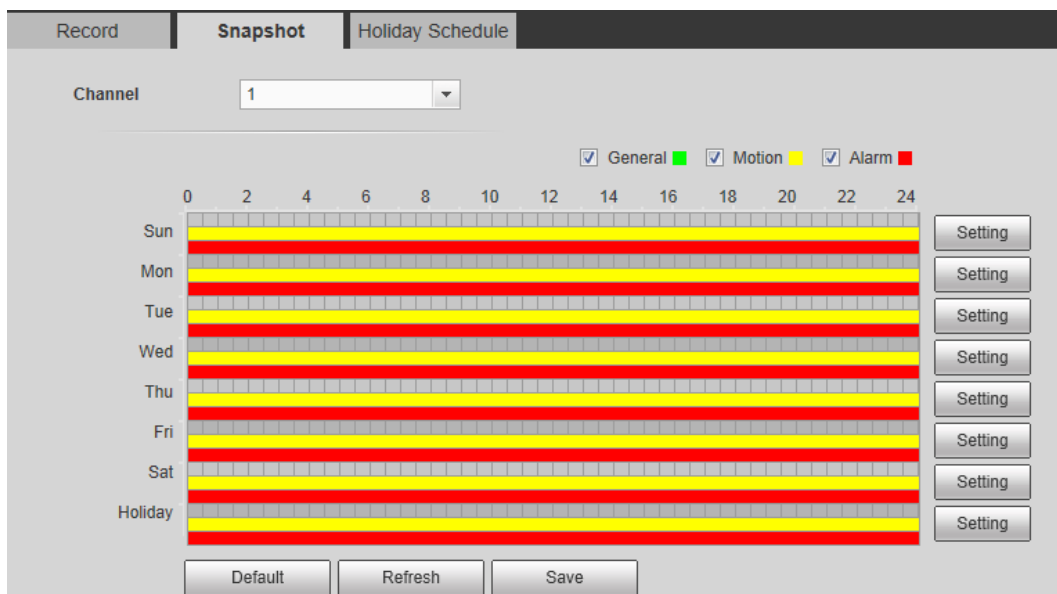 Record Snapshot Holiday Schedule
Channel 1
General Motion Alarm
0 2 4 6 8 10 12 14 16 18 20 22 24
Sun Setting
Mon Setting
Tue Setting
Wed Setting
Thu Setting
Fri Setting
Sat Setting
Holiday Setting
Default Refresh Save